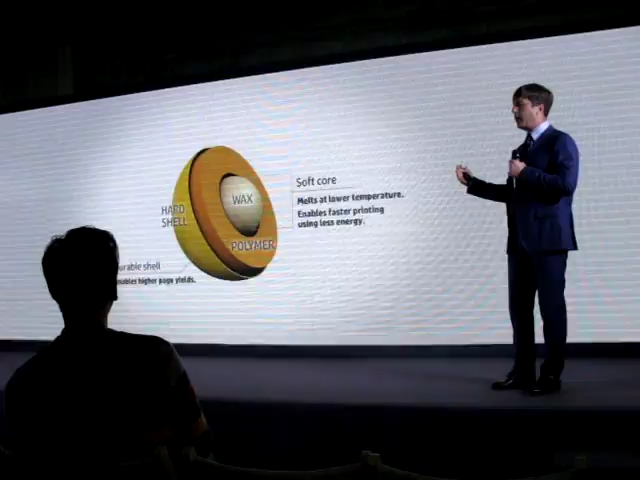 Soft core
WAX
Melts at lower temperature.
HARD
SHELL
Enables faster printing
using less energy.
POLYMER
urable shell
nables higher page yields.